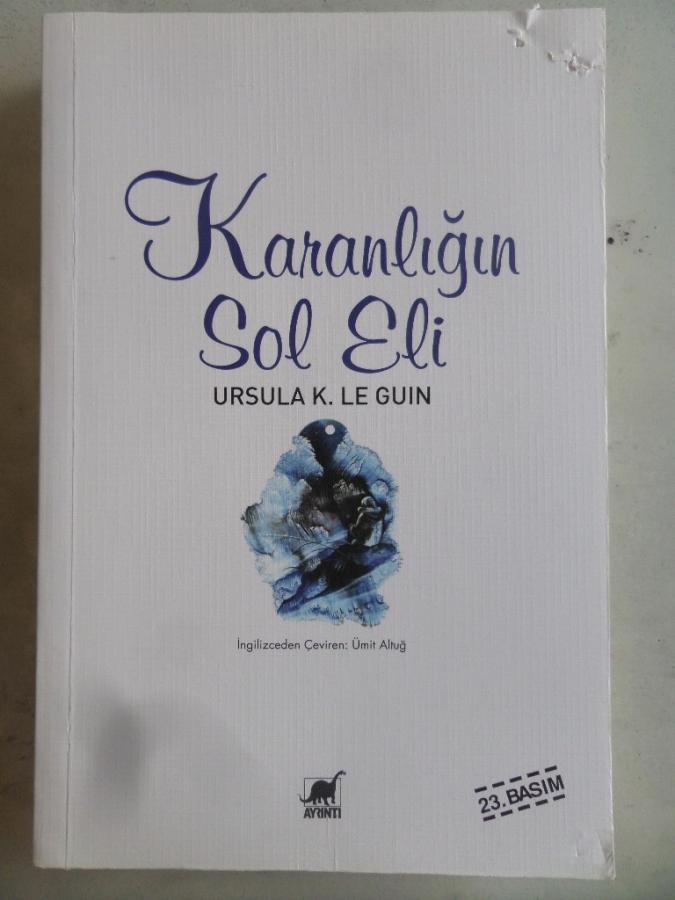 Karanlığın
Sol Eli
URSULA K. LE GUIN
İngilizceden Çeviren: Ümit Altuğ
AYRINTI
23. BASIM